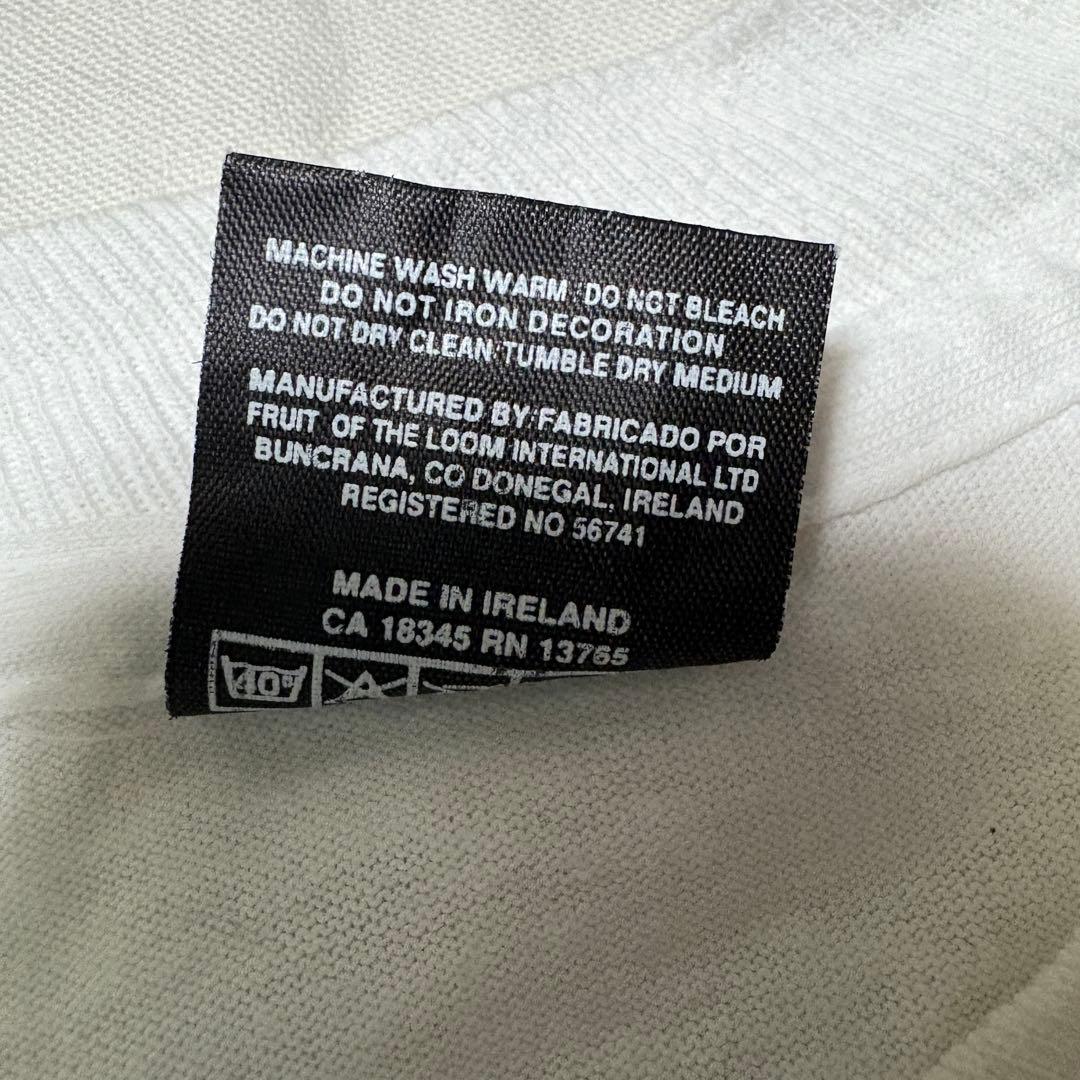 MACHINE WASH WARM DO NOT BLEACH
DO NOT IRON DECORATION
DO NOT DRY CLEAN TUMBLE DRY MEDIUM
MANUFACTURED BY/FABRICADO POR
FRUIT OF THE LOOM INTERNATIONAL LTD
BUNCRANA, CO DONEGAL, IRELAND
REGISTERED NO 56741
MADE IN IRELAND
CA 18345 RN 13765
40°